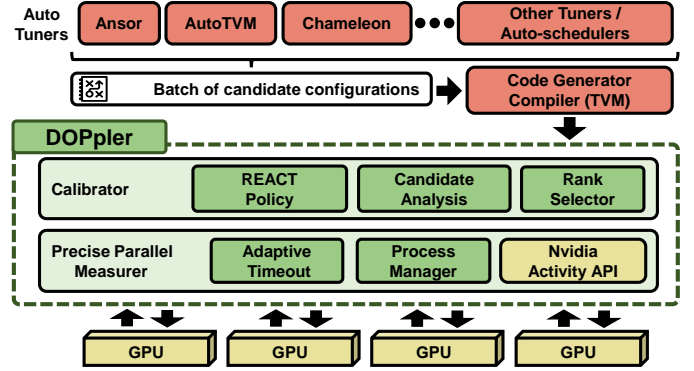 Auto
Tuners
Ansor
AutoTVM
Chameleon
Other Tuners /
Auto-schedulers
Batch of candidate configurations
Code Generator
Compiler (TVM)
DOPpler
Calibrator
REACT
Policy
Candidate
Analysis
Rank
Selector
Precise Parallel
Measurer
Adaptive
Timeout
Process
Manager
Nvidia
Activity API
GPU
GPU
GPU
GPU